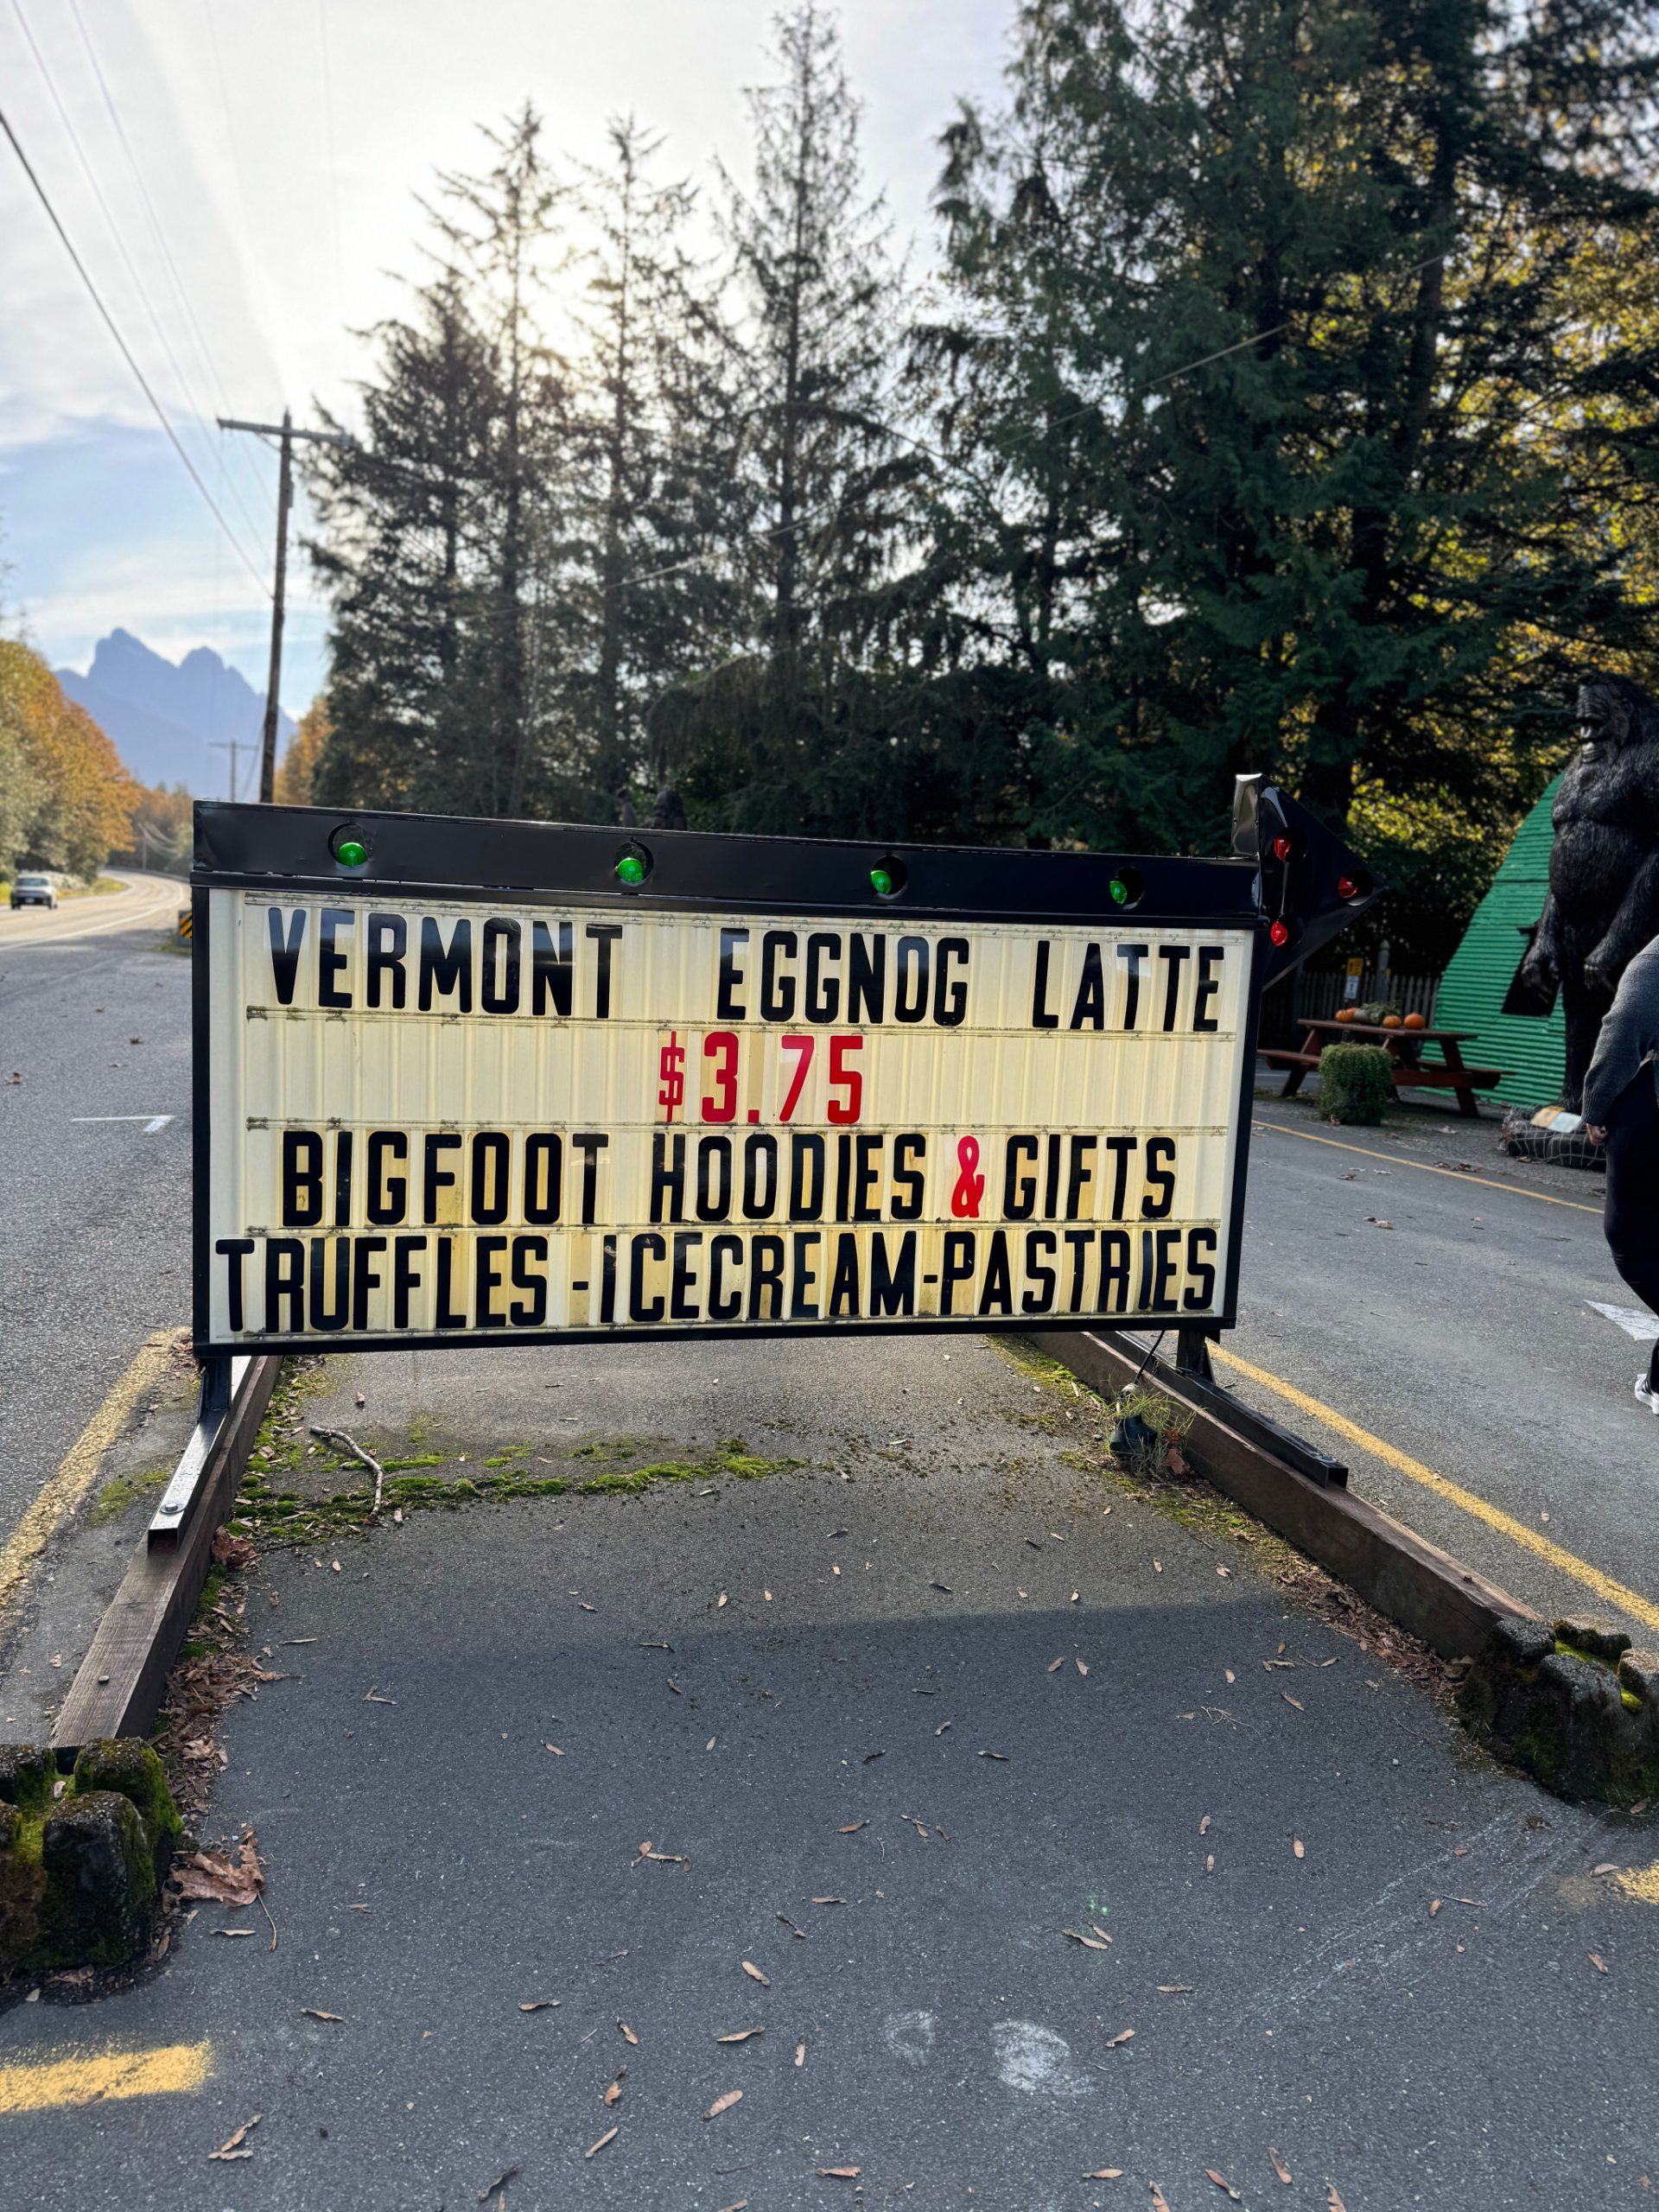 VERMONT EGGNOG LATTE
$3.75
BIGFOOT HOODIES & GIFTS
TRUFFLES-ICECREAM-PASTRIES